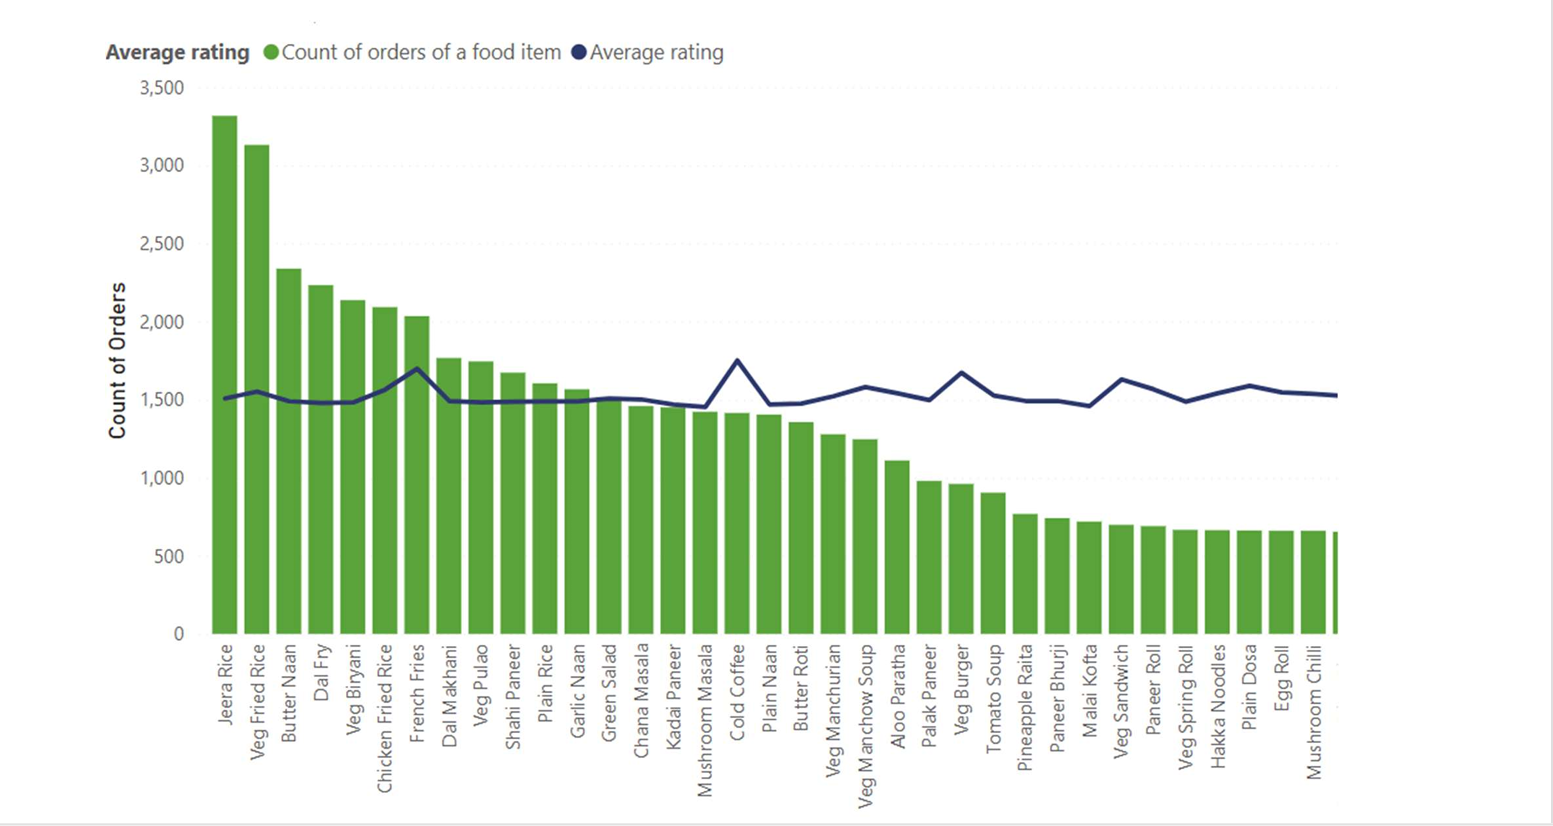 Average rating Count of orders of a food item Average rating
3,500
3,000
2,500
2,000
1,500
1,000
500
0
Count of Orders
Jeera Rice
Veg Fried Rice
Butter Naan
Dal Fry
Veg Biryani
Chicken Fried Rice
French Fries
Dal Makhani
Veg Pulao
Shahi Paneer
Plain Rice
Garlic Naan
Green Salad
Chana Masala
Kadai Paneer
Mushroom Masala
Cold Coffee
Plain Naan
Butter Roti
Veg Manchurian
Veg Manchow Soup
Aloo Paratha
Palak Paneer
Veg Burger
Tomato Soup
Pineapple Raita
Paneer Bhurji
Malai Kofta
Veg Sandwich
Paneer Roll
Veg Spring Roll
Hakka Noodles
Plain Dosa
Egg Roll
Mushroom Chilli